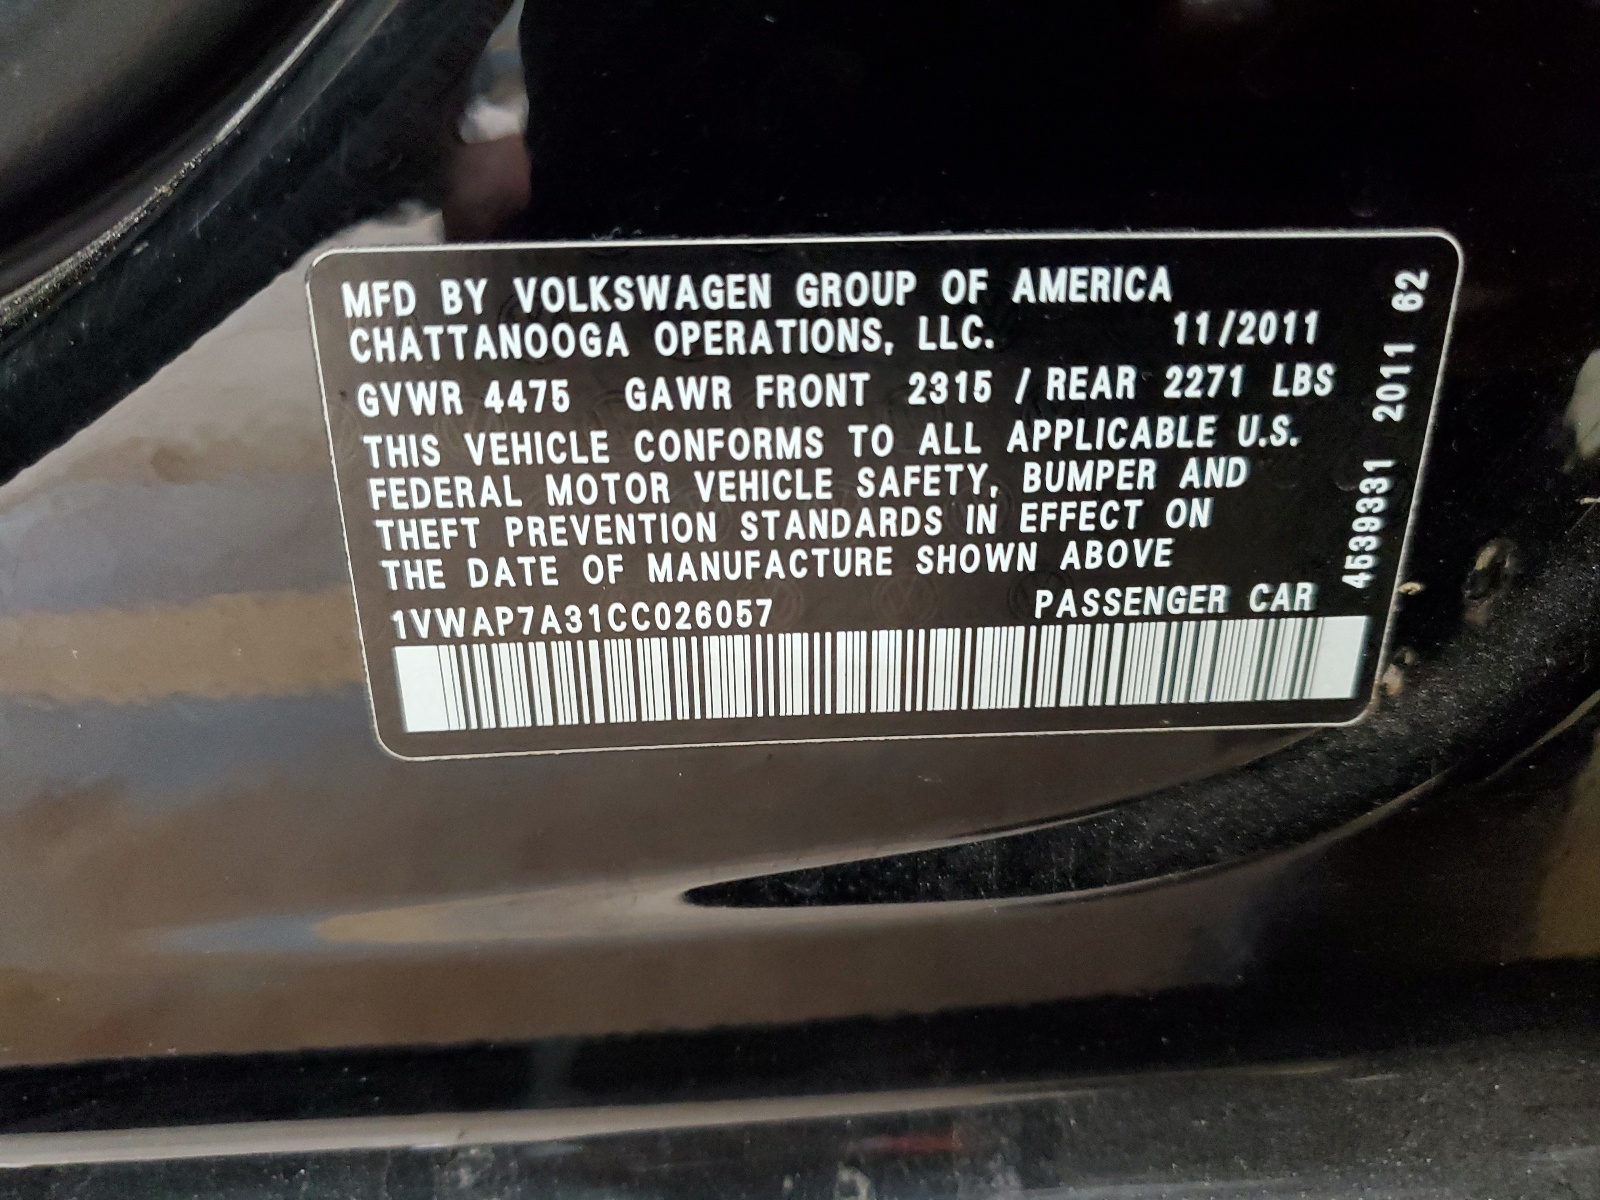 MFD BY VOLKSWAGEN GROUP OF AMERICA
CHATTANOOGA OPERATIONS, LLC. 11/2011
GVWR 4475 GAWR FRONT 2315 / REAR 2271 LBS
THIS VEHICLE CONFORMS TO ALL APPLICABLE U.S.
FEDERAL MOTOR VEHICLE SAFETY, BUMPER AND
THEFT PREVENTION STANDARDS IN EFFECT ON
THE DATE OF MANUFACTURE SHOWN ABOVE
1VWAP7A31CC026057 PASSENGER CAR
4539331 2011 62